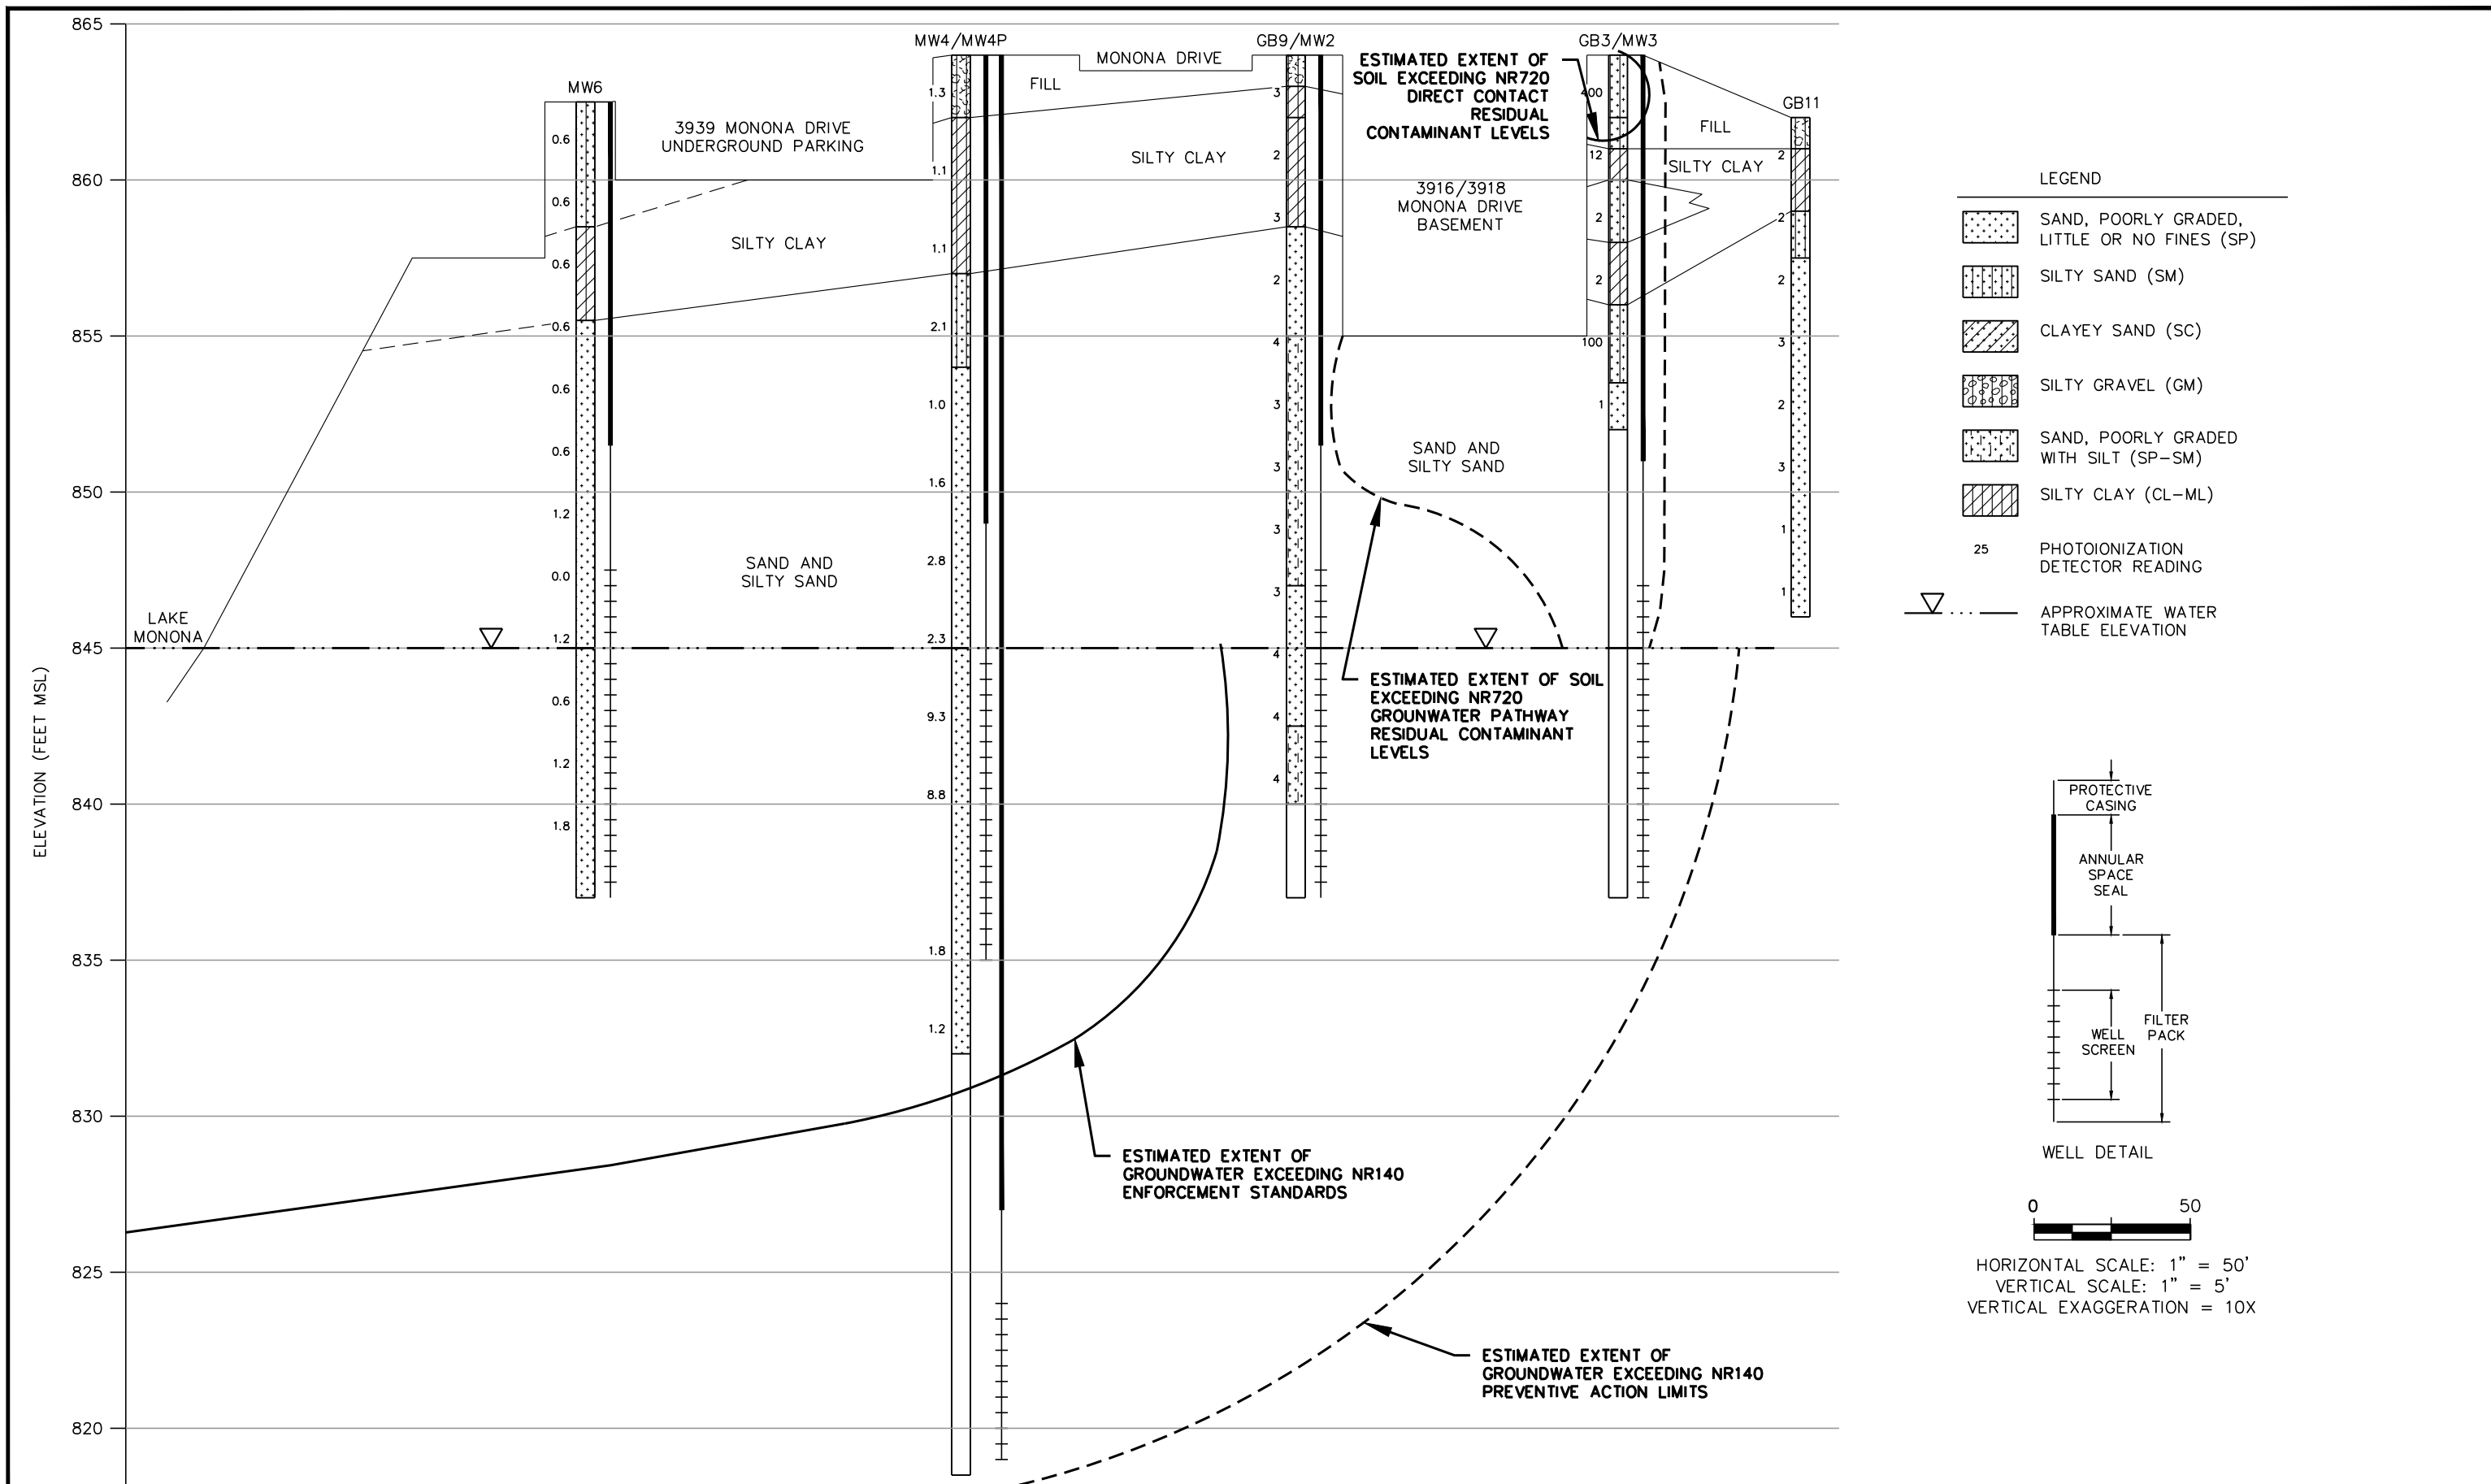 865
860
855
850
845
840
835
830
825
820
ELEVATION (FEET MSL)
LAKE
MONONA
MW6
0.6
0.6
0.6
0.6
0.6
0.6
1.2
0.0
1.2
0.6
1.2
1.8
3939 MONONA DRIVE
UNDERGROUND PARKING
SILTY CLAY
SAND AND
SILTY SAND
MW4/MW4P
1.3
1.1
1.1
2.1
1.0
1.6
2.8
2.3
9.3
8.8
1.8
1.2
MONONA DRIVE
FILL
SILTY CLAY
GB9/MW2
3
2
3
2
4
3
3
3
3
4
4
4
ESTIMATED EXTENT OF
SOIL EXCEEDING NR720
DIRECT CONTACT
RESIDUAL
CONTAMINANT LEVELS
3916/3918
MONONA DRIVE
BASEMENT
SAND AND
SILTY SAND
GB3/MW3
400
12
2
2
100
1
FILL
SILTY CLAY
GB11
2
2
2
3
2
3
1
1
ESTIMATED EXTENT OF SOIL
EXCEEDING NR720
GROUNWATER PATHWAY
RESIDUAL CONTAMINANT
LEVELS
ESTIMATED EXTENT OF
GROUNDWATER EXCEEDING NR140
ENFORCEMENT STANDARDS
ESTIMATED EXTENT OF
GROUNDWATER EXCEEDING NR140
PREVENTIVE ACTION LIMITS
LEGEND
SAND, POORLY GRADED,
LITTLE OR NO FINES (SP)
SILTY SAND (SM)
CLAYEY SAND (SC)
SILTY GRAVEL (GM)
SAND, POORLY GRADED
WITH SILT (SP-SM)
SILTY CLAY (CL-ML)
25
PHOTOIONIZATION
DETECTOR READING
APPROXIMATE WATER
TABLE ELEVATION
PROTECTIVE
CASING
ANNULAR
SPACE
SEAL
WELL
SCREEN
FILTER
PACK
WELL DETAIL
0 50
HORIZONTAL SCALE: 1" = 50'
VERTICAL SCALE: 1" = 5'
VERTICAL EXAGGERATION = 10X